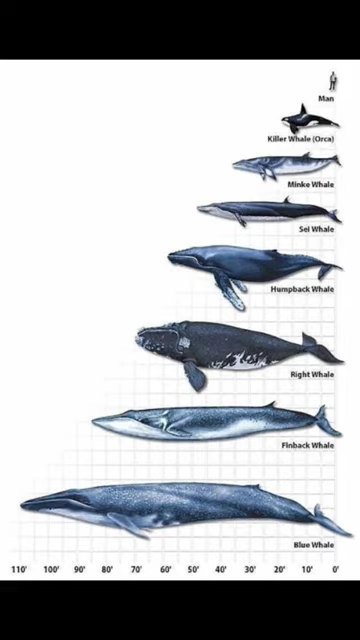 Man
Killer Whale (Orca)
Minke Whale
Sei Whale
Humpback Whale
Right Whale
Finback Whale
Blue Whale
110' 100' 90' 80' 70' 60' 50' 40' 30' 20' 10' 0'